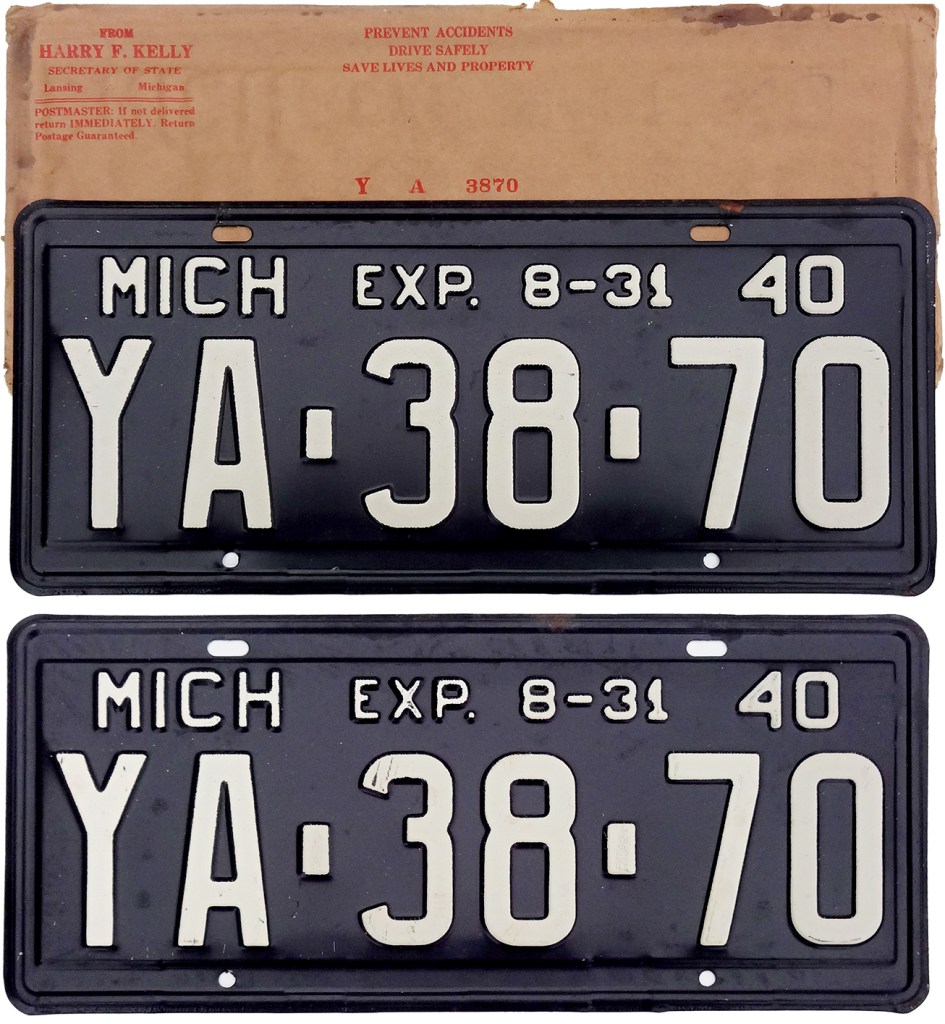 FROM
HARRY F. KELLY
SECRETARY OF STATE
Lansing Michigan
POSTMASTER: If not delivered
return IMMEDIATELY. Return
Postage Guaranteed.
PREVENT ACCIDENTS
DRIVE SAFELY
SAVE LIVES AND PROPERTY
Y A 3870
MICH EXP. 8-31 40
YA·38·70
MICH EXP. 8-31 40
YA·38·70